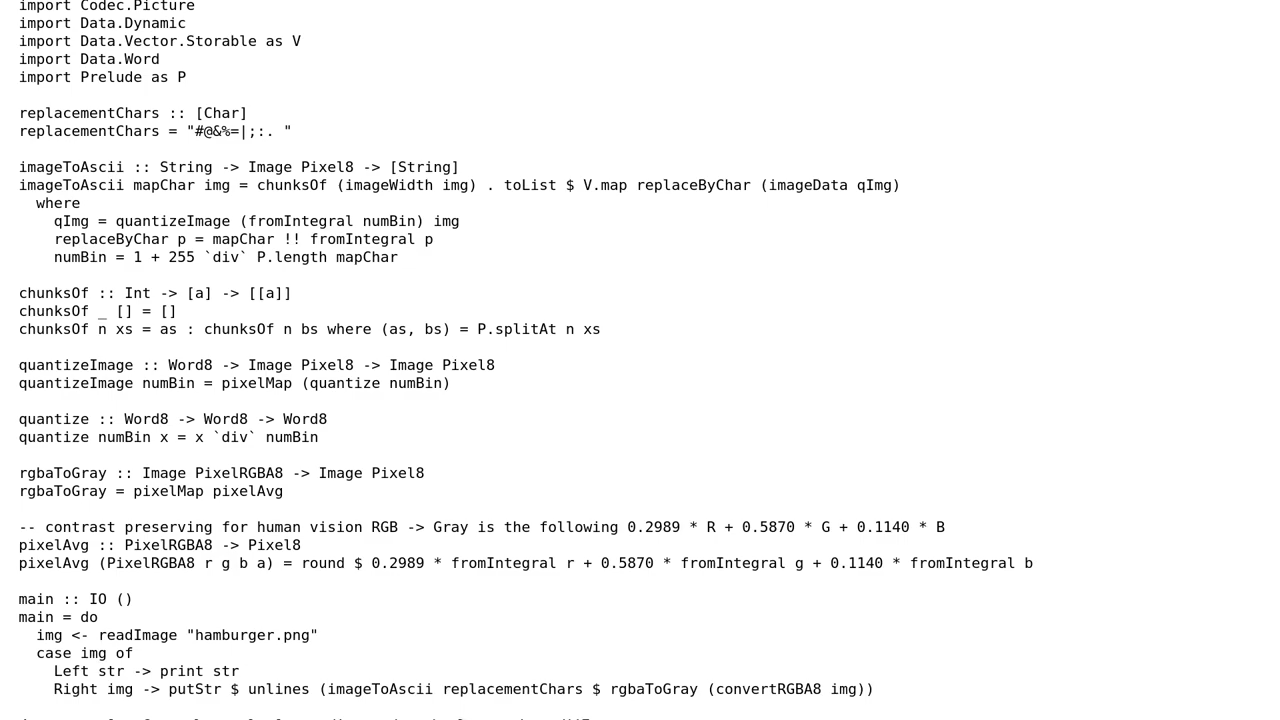 import Codec.Picture
import Data.Dynamic
import Data.Vector.Storable as V
import Data.Word
import Prelude as P

replacementChars :: [Char]
replacementChars = "#@&%=|;:. "

imageToAscii :: String -> Image Pixel8 -> [String]
imageToAscii mapChar img = chunksOf (imageWidth img) . toList $ V.map replaceByChar (imageData qImg)
  where
    qImg = quantizeImage (fromIntegral numBin) img
    replaceByChar p = mapChar !! fromIntegral p
    numBin = 1 + 255 `div` P.length mapChar

chunksOf :: Int -> [a] -> [[a]]
chunksOf _ [] = []
chunksOf n xs = as : chunksOf n bs where (as, bs) = P.splitAt n xs

quantizeImage :: Word8 -> Image Pixel8 -> Image Pixel8
quantizeImage numBin = pixelMap (quantize numBin)

quantize :: Word8 -> Word8 -> Word8
quantize numBin x = x `div` numBin

rgbaToGray :: Image PixelRGBA8 -> Image Pixel8
rgbaToGray = pixelMap pixelAvg

-- contrast preserving for human vision RGB -> Gray is the following 0.2989 * R + 0.5870 * G + 0.1140 * B
pixelAvg :: PixelRGBA8 -> Pixel8
pixelAvg (PixelRGBA8 r g b a) = round $ 0.2989 * fromIntegral r + 0.5870 * fromIntegral g + 0.1140 * fromIntegral b

main :: IO ()
main = do
  img <- readImage "hamburger.png"
  case img of
    Left str -> print str
    Right img -> putStr $ unlines (imageToAscii replacementChars $ rgbaToGray (convertRGBA8 img))